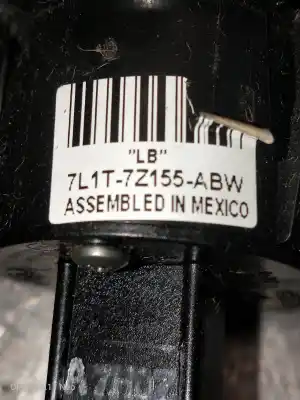 "LB"
7L1T-7Z155-ABW
ASSEMBLED IN MEXICO